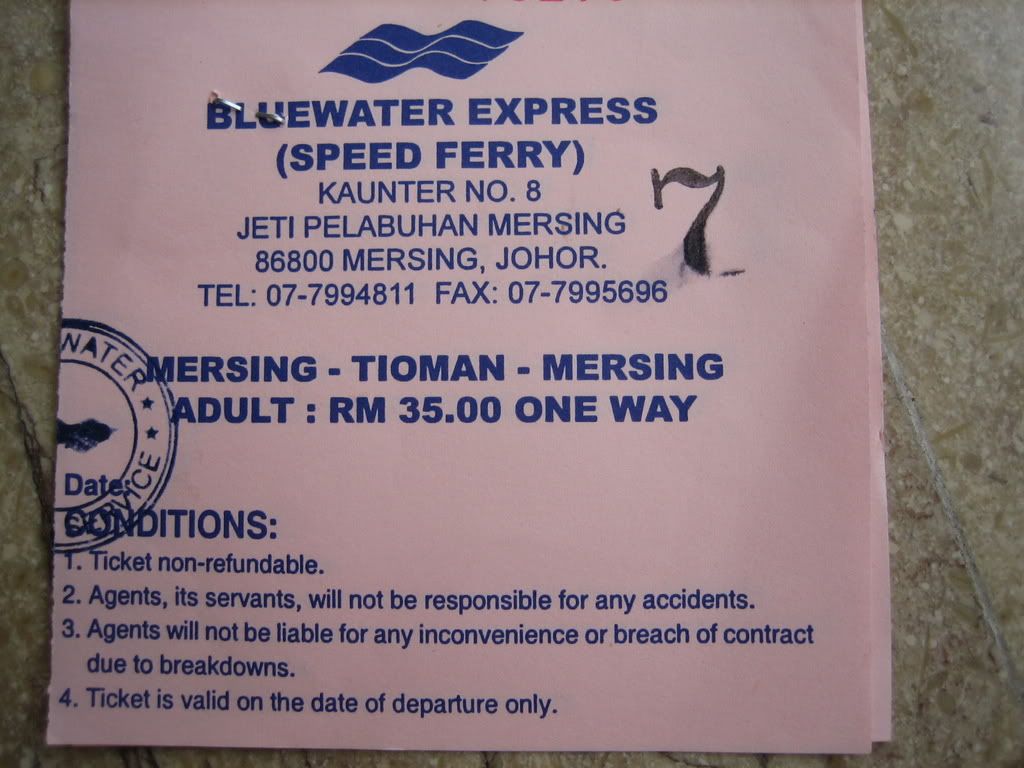 BLUEWATER EXPRESS
(SPEED FERRY)
KAUNTER NO. 8
JETI PELABUHAN MERSING
86800 MERSING, JOHOR.
TEL: 07-7994811 FAX: 07-7995696
7
MERSING - TIOMAN - MERSING
ADULT : RM 35.00 ONE WAY
WATER
SERVICE
Date:
CONDITIONS:
1. Ticket non-refundable.
2. Agents, its servants, will not be responsible for any accidents.
3. Agents will not be liable for any inconvenience or breach of contract
due to breakdowns.
4. Ticket is valid on the date of departure only.